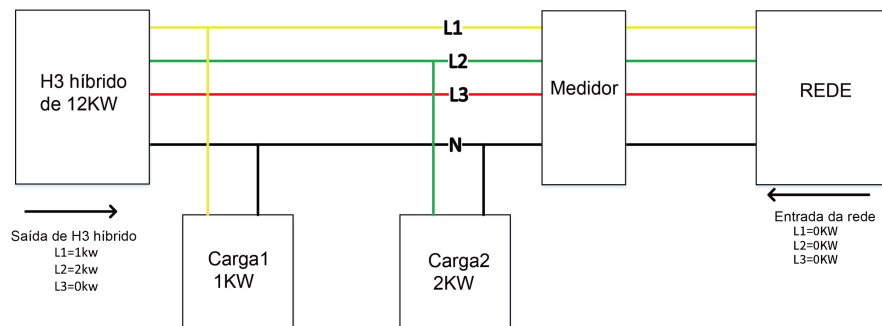 L1
L2
L3
N
H3 híbrido
de 12KW
Medidor
REDE
Saída de H3 híbrido
L1=1kw
L2=2kw
L3=0kw
Carga1
1KW
Carga2
2KW
Entrada da rede
L1=0KW
L2=0KW
L3=0KW